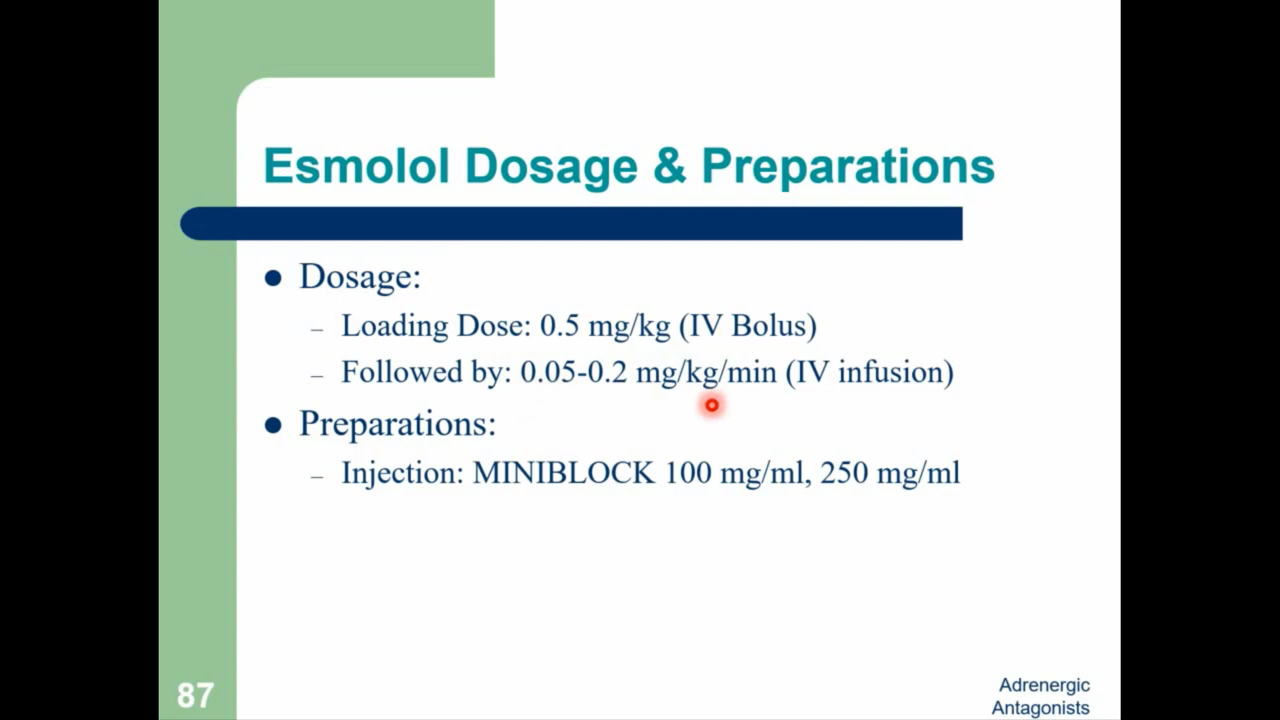 Esmolol Dosage & Preparations
Dosage:
– Loading Dose: 0.5 mg/kg (IV Bolus)
– Followed by: 0.05-0.2 mg/kg/min (IV infusion)
Preparations:
– Injection: MINIBLOCK 100 mg/ml, 250 mg/ml
87
Adrenergic
Antagonists